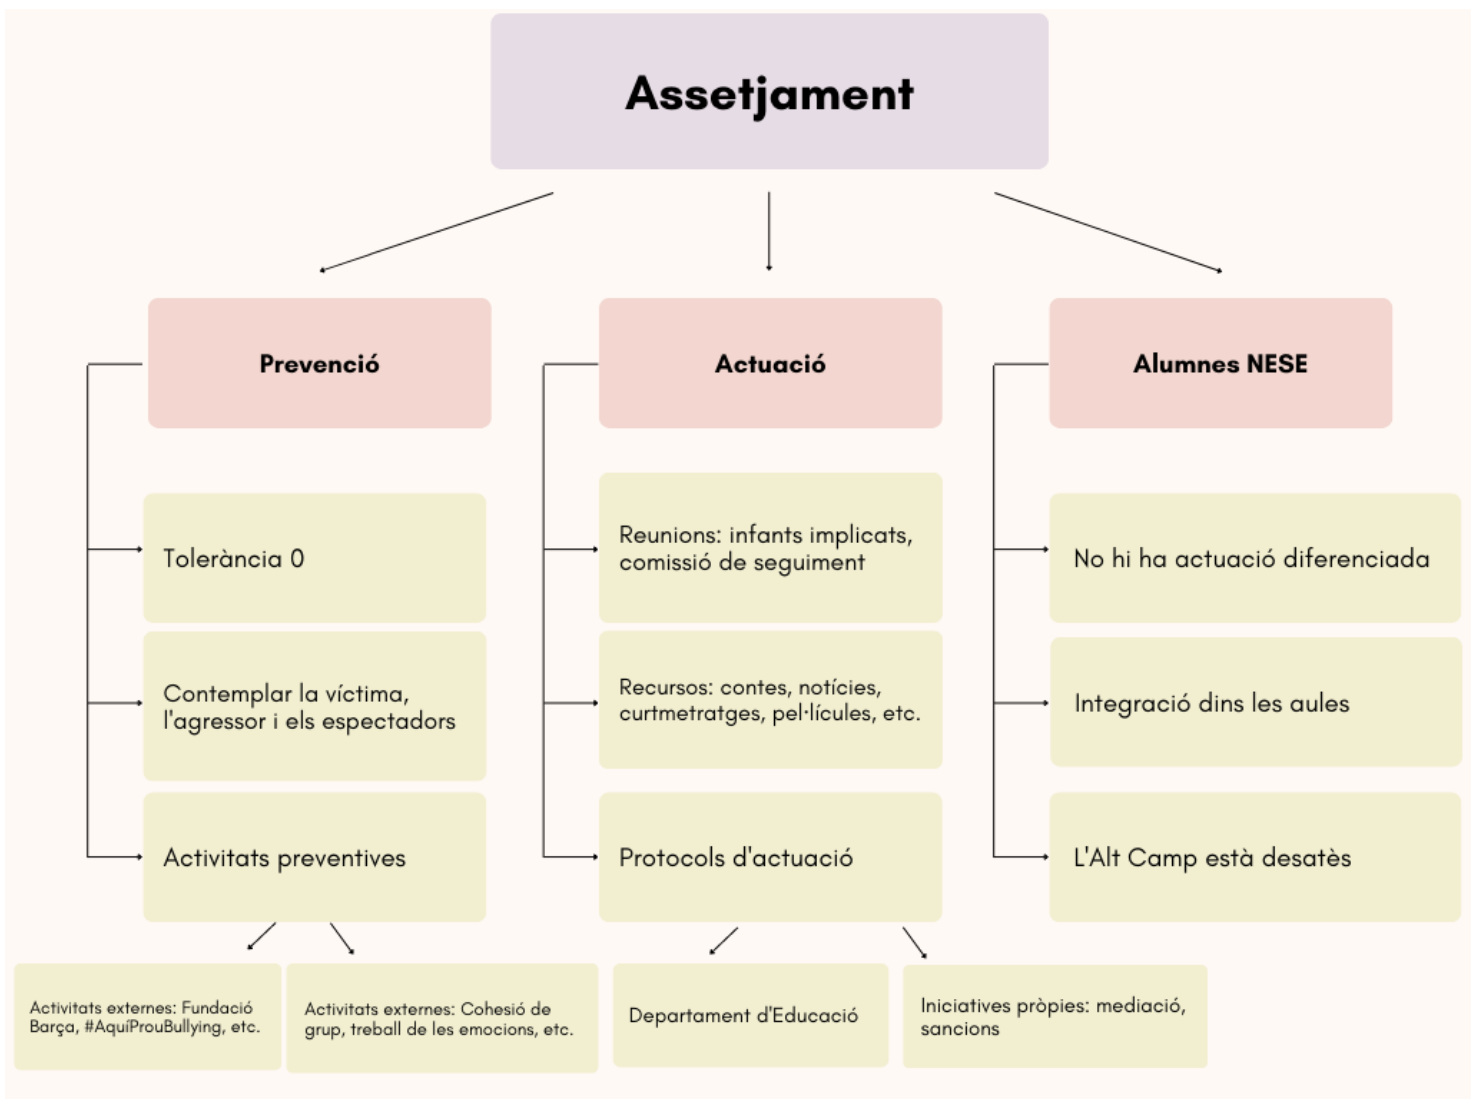 Assetjament
Prevenció
Actuació
Alumnes NESE
Tolerància 0
Contemplar la víctima,
l'agressor i els espectadors
Activitats preventives
Activitats externes: Fundació
Barça, #AquíProuBullying, etc.
Activitats externes: Cohesió de
grup, treball de les emocions, etc.
Reunions: infants implicats,
comissió de seguiment
Recursos: contes, notícies,
curtmetratges, pel·lícules, etc.
Protocols d'actuació
Departament d'Educació
Iniciatives pròpies: mediació,
sancions
No hi ha actuació diferenciada
Integració dins les aules
L'Alt Camp està desatès